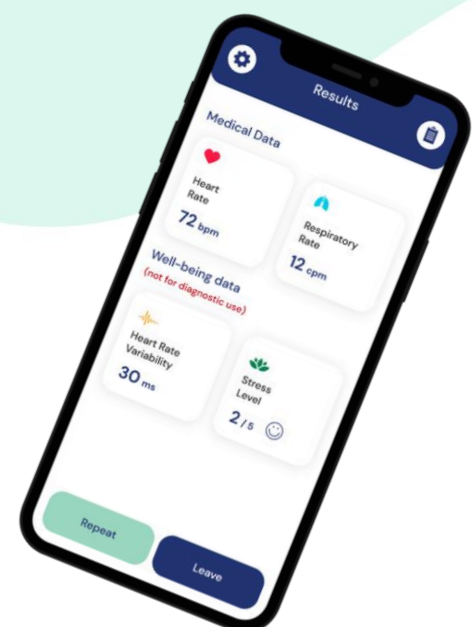 Results
Medical Data
Heart
Rate
72 bpm
Respiratory
Rate
12 cpm
Well-being data
(not for diagnostic use)
Heart Rate
Variability
30 ms
Stress
Level
2 / 5
Repeat
Leave